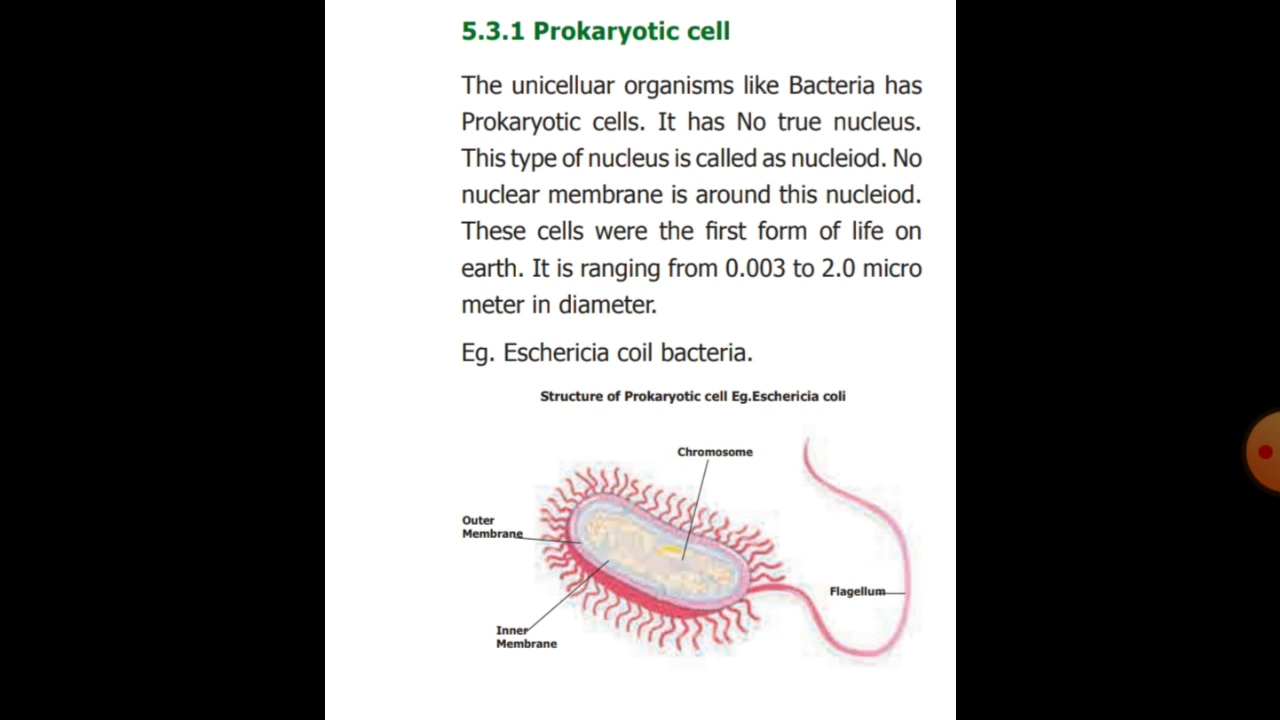 5.3.1 Prokaryotic cell
The unicelluar organisms like Bacteria has
Prokaryotic cells. It has No true nucleus.
This type of nucleus is called as nucleiod. No
nuclear membrane is around this nucleiod.
These cells were the first form of life on
earth. It is ranging from 0.003 to 2.0 micro
meter in diameter.
Eg. Eschericia coil bacteria.
Structure of Prokaryotic cell Eg.Eschericia coli
Chromosome
Outer
Membrane
Flagellum
Inner
Membrane